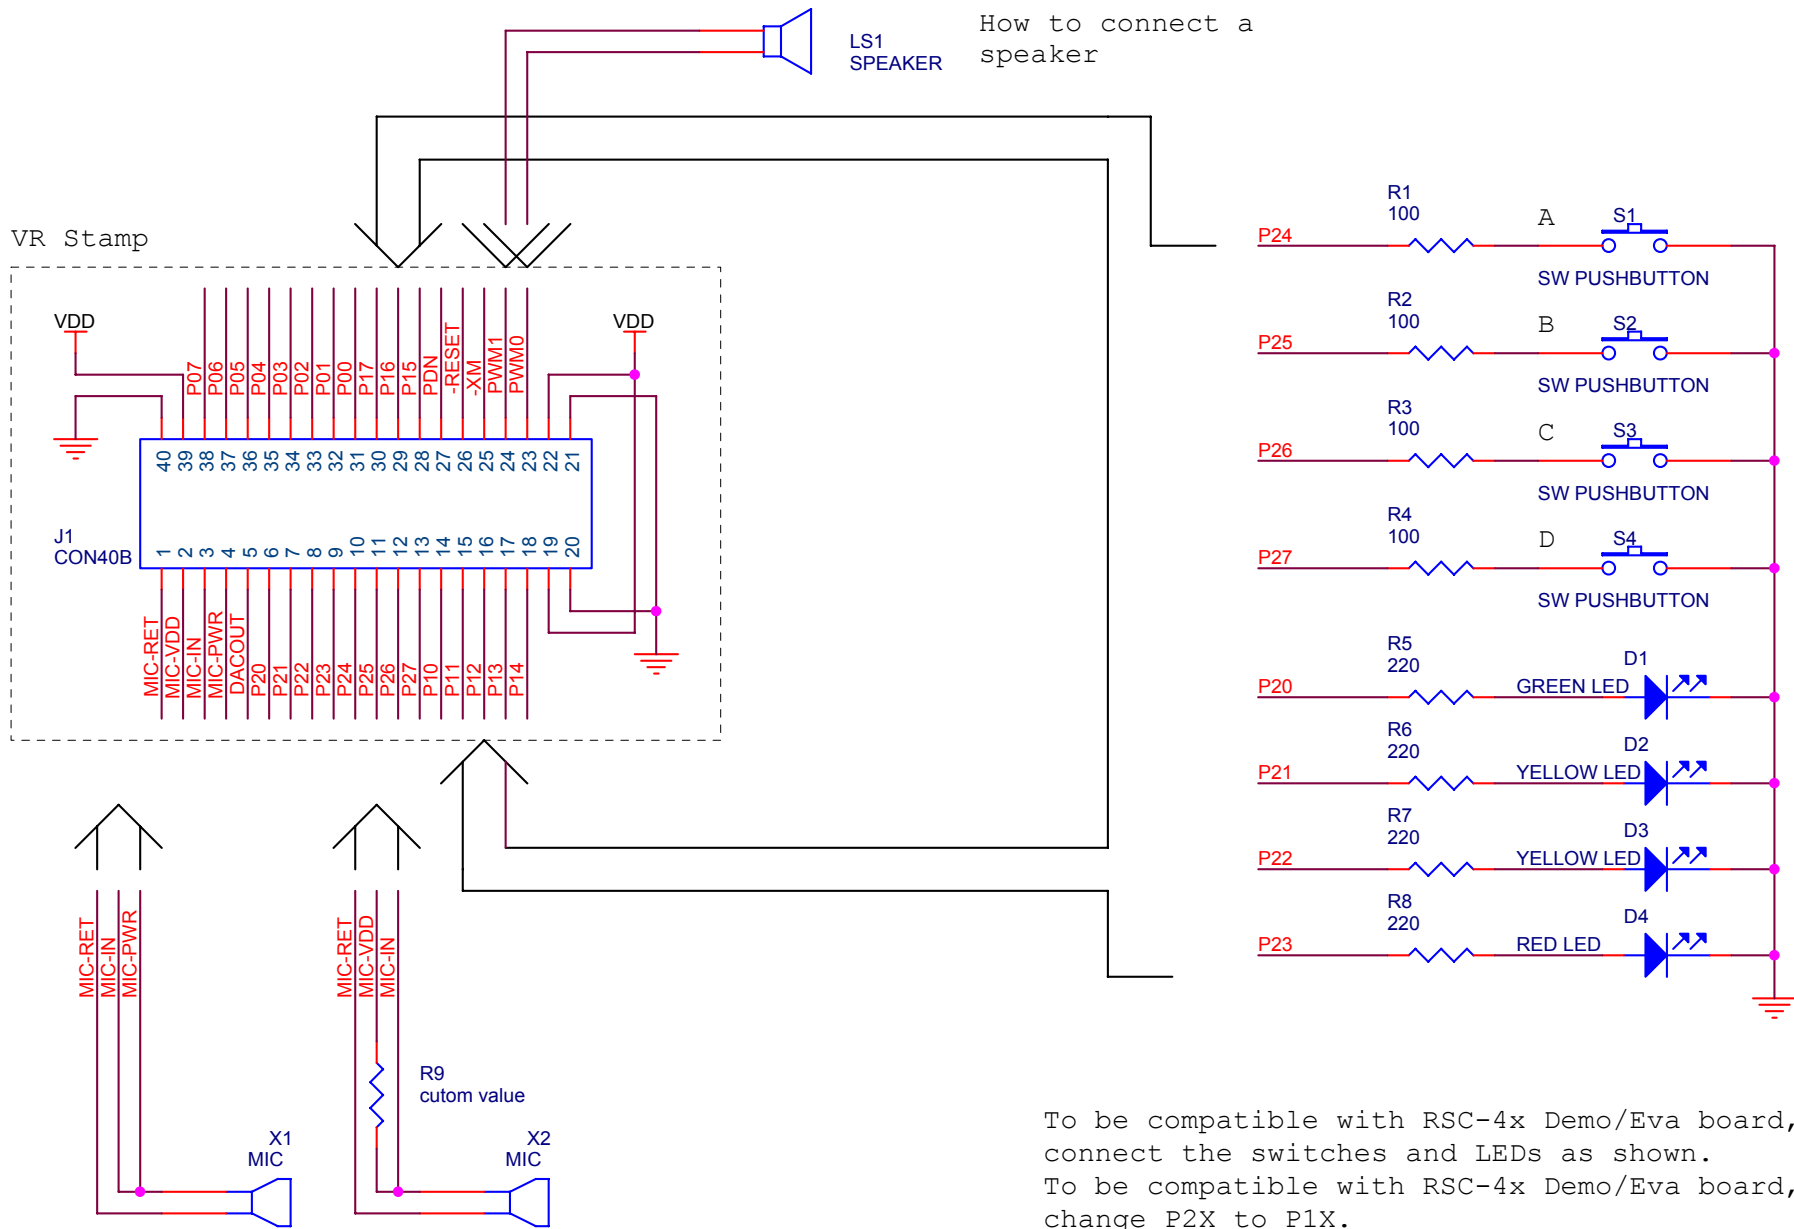 How to connect a
speaker
LS1
SPEAKER
VR Stamp
VDD
VDD
P07
P06
P05
P04
P03
P02
P01
P00
P17
P16
P15
PDN
-RESET
-XM
PWM1
PWM0
40 39 38 37 36 35 34 33 32 31 30 29 28 27 26 25 24 23 22 21
J1
CON40B
1 2 3 4 5 6 7 8 9 10 11 12 13 14 15 16 17 18 19 20
MIC-RET
MIC-VDD
MIC-IN
MIC-PWR
DACOUT
P20
P21
P22
P23
P24
P25
P26
P27
P10
P11
P12
P13
P14
R1
100
A
S1
P24
SW PUSHBUTTON
R2
100
B
S2
P25
SW PUSHBUTTON
R3
100
C
S3
P26
SW PUSHBUTTON
R4
100
D
S4
P27
SW PUSHBUTTON
R5
220
D1
P20
GREEN LED
R6
220
D2
P21
YELLOW LED
R7
220
D3
P22
YELLOW LED
R8
220
D4
P23
RED LED
MIC-RET
MIC-IN
MIC-PWR
X1
MIC
MIC-RET
MIC-VDD
MIC-IN
R9
cutom value
X2
MIC
To be compatible with RSC-4x Demo/Eva board,
connect the switches and LEDs as shown.
To be compatible with RSC-4x Demo/Eva board,
change P2X to P1X.